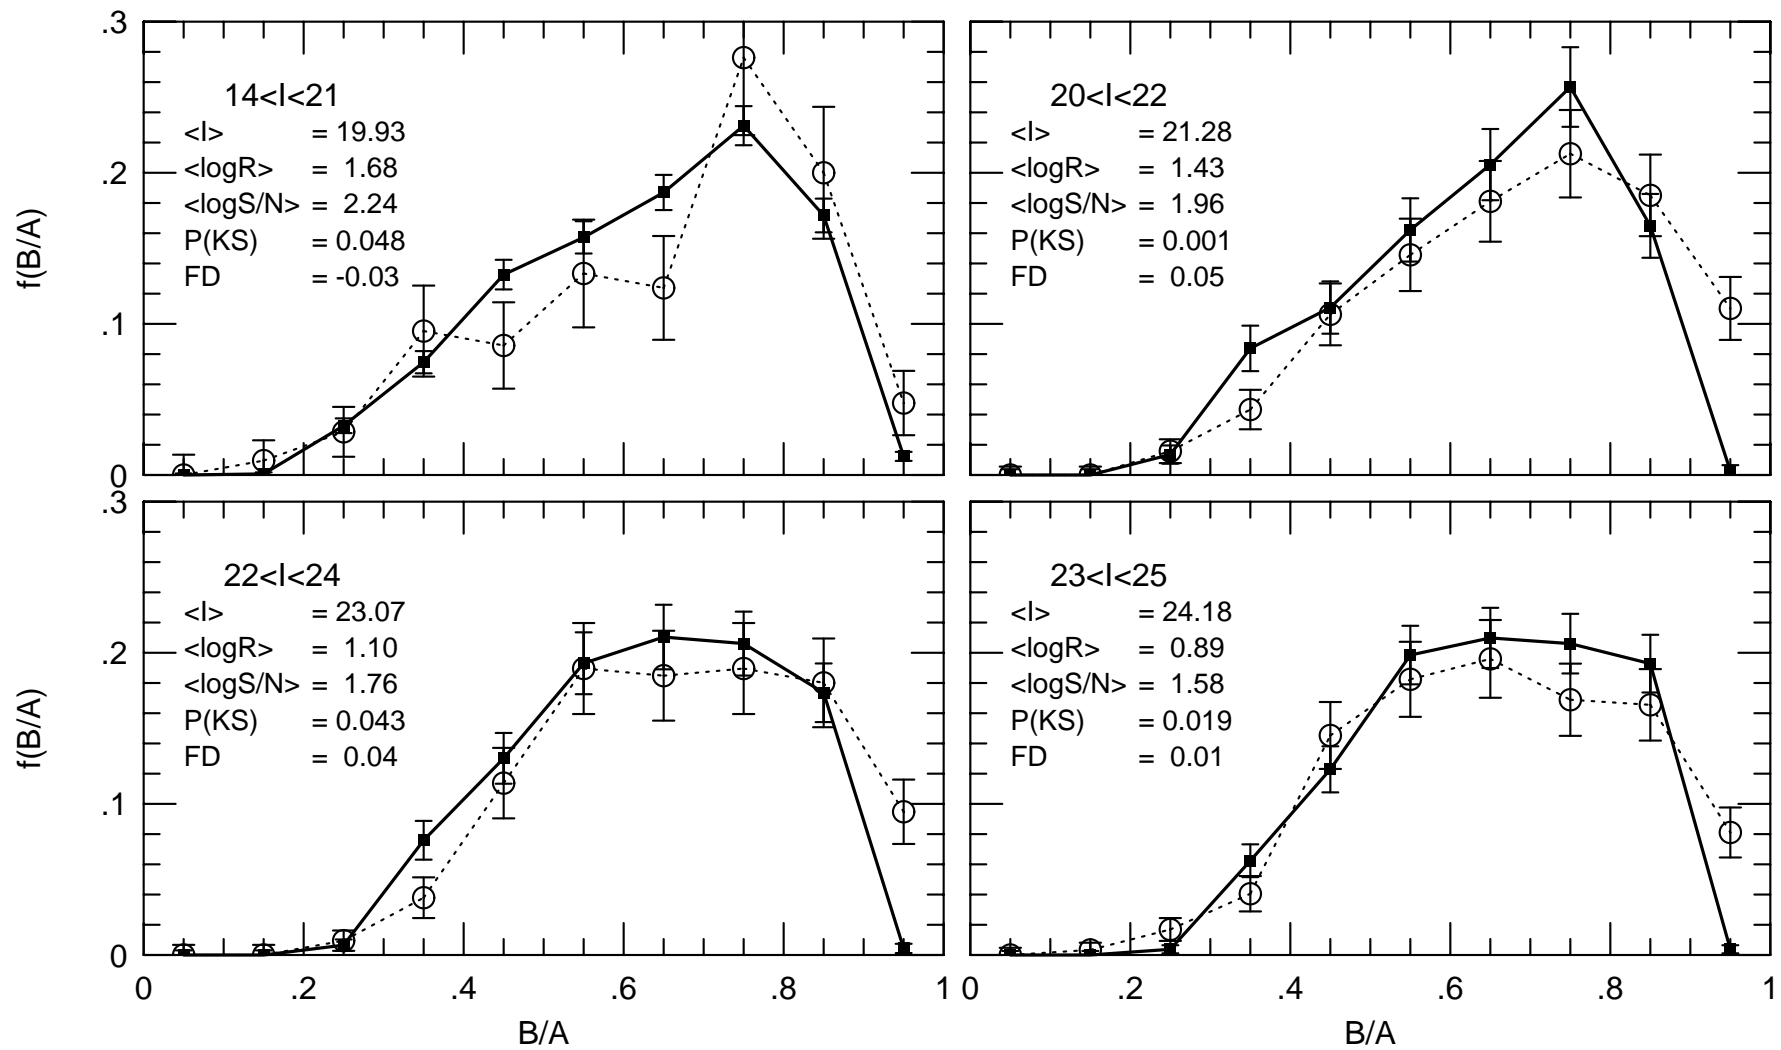 .3
.2
.1
0
f(B/A)
14<I<21
<I> = 19.93
<logR> = 1.68
<logS/N> = 2.24
P(KS) = 0.048
FD = -0.03
20<I<22
<I> = 21.28
<logR> = 1.43
<logS/N> = 1.96
P(KS) = 0.001
FD = 0.05
.3
.2
.1
0
f(B/A)
22<I<24
<I> = 23.07
<logR> = 1.10
<logS/N> = 1.76
P(KS) = 0.043
FD = 0.04
23<I<25
<I> = 24.18
<logR> = 0.89
<logS/N> = 1.58
P(KS) = 0.019
FD = 0.01
0 .2 .4 .6 .8 1
0 .2 .4 .6 .8 1
B/A
B/A